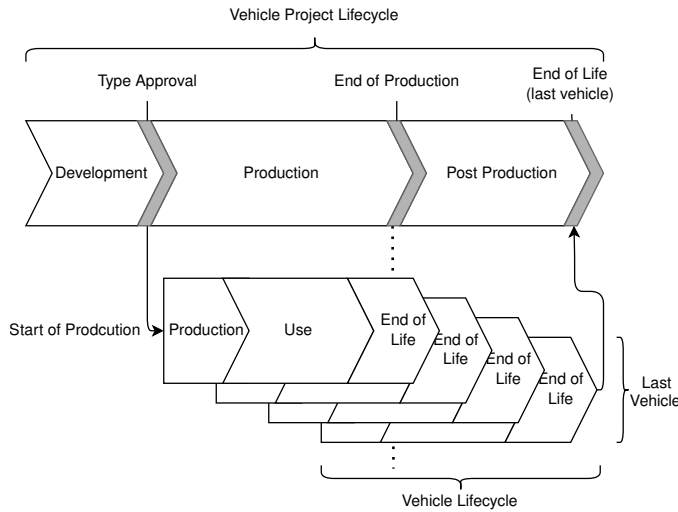 Vehicle Project Lifecycle
Type Approval
End of Production
End of Life
(last vehicle)
Development
Production
Post Production
Start of Prodcution
Production
Use
End of
Life
End of
Life
End of
Life
End of
Life
Last
Vehicle
Vehicle Lifecycle